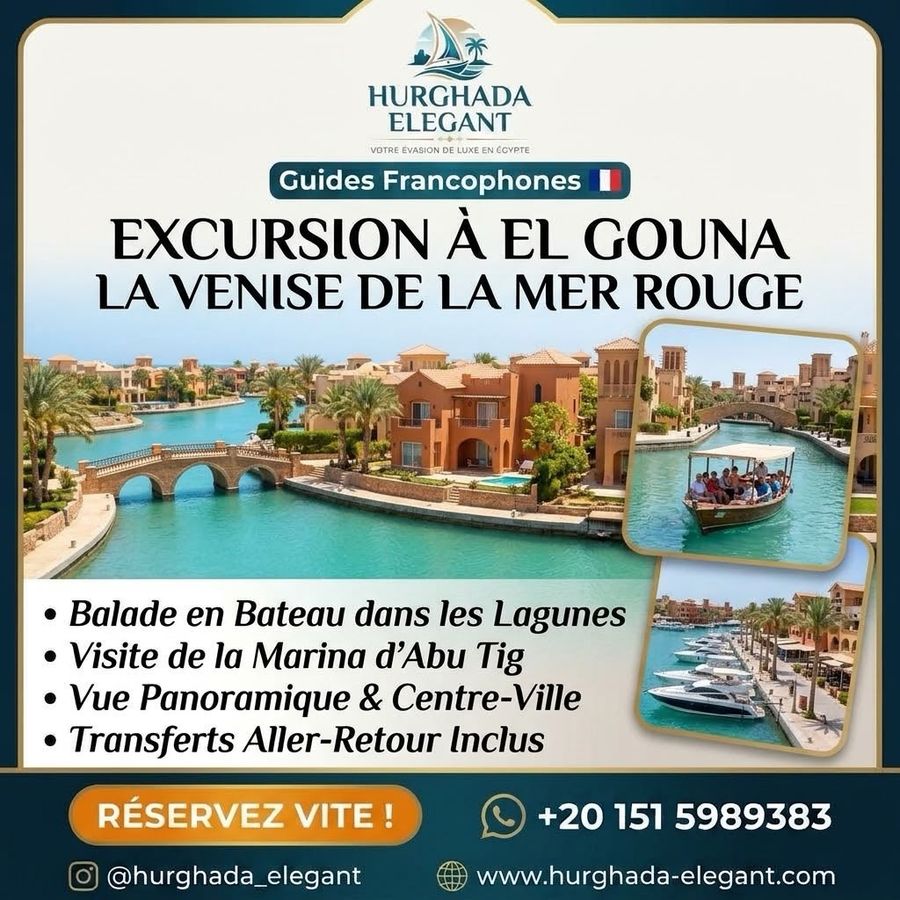 HURGHADA
ELEGANT
VOTRE ÉVASION DE LUXE EN ÉGYPTE
Guides Francophones 🇫🇷
EXCURSION À EL GOUNA
LA VENISE DE LA MER ROUGE
• Balade en Bateau dans les Lagunes
• Visite de la Marina d'Abu Tig
• Vue Panoramique & Centre-Ville
• Transferts Aller-Retour Inclus
RÉSERVEZ VITE !
+20 151 5989383
@hurghada_elegant
www.hurghada-elegant.com